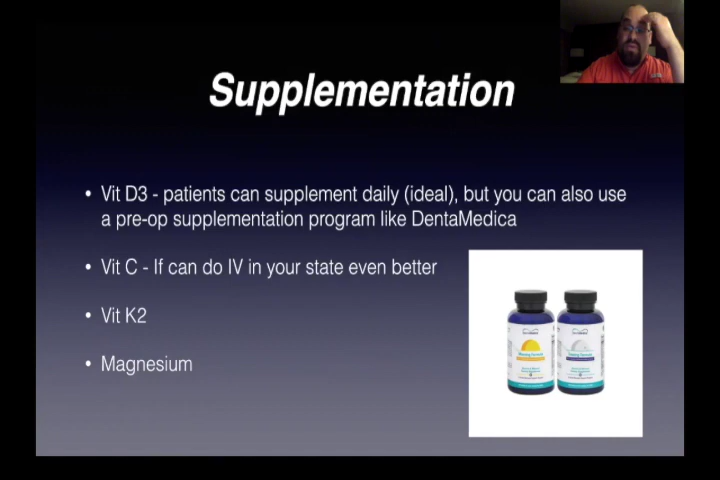 Supplementation
• Vit D3 - patients can supplement daily (ideal), but you can also use
a pre-op supplementation program like DentaMedica
• Vit C - If can do IV in your state even better
• Vit K2
• Magnesium